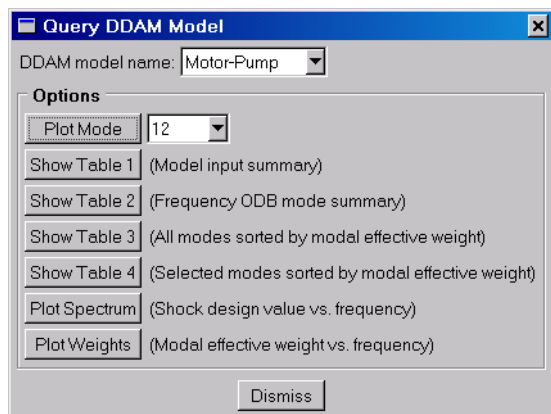 Query DDAM Model
DDAM model name: Motor-Pump
Options
Plot Mode 12
Show Table 1 (Model input summary)
Show Table 2 (Frequency ODB mode summary)
Show Table 3 (All modes sorted by modal effective weight)
Show Table 4 (Selected modes sorted by modal effective weight)
Plot Spectrum (Shock design value vs. frequency)
Plot Weights (Modal effective weight vs. frequency)
Dismiss